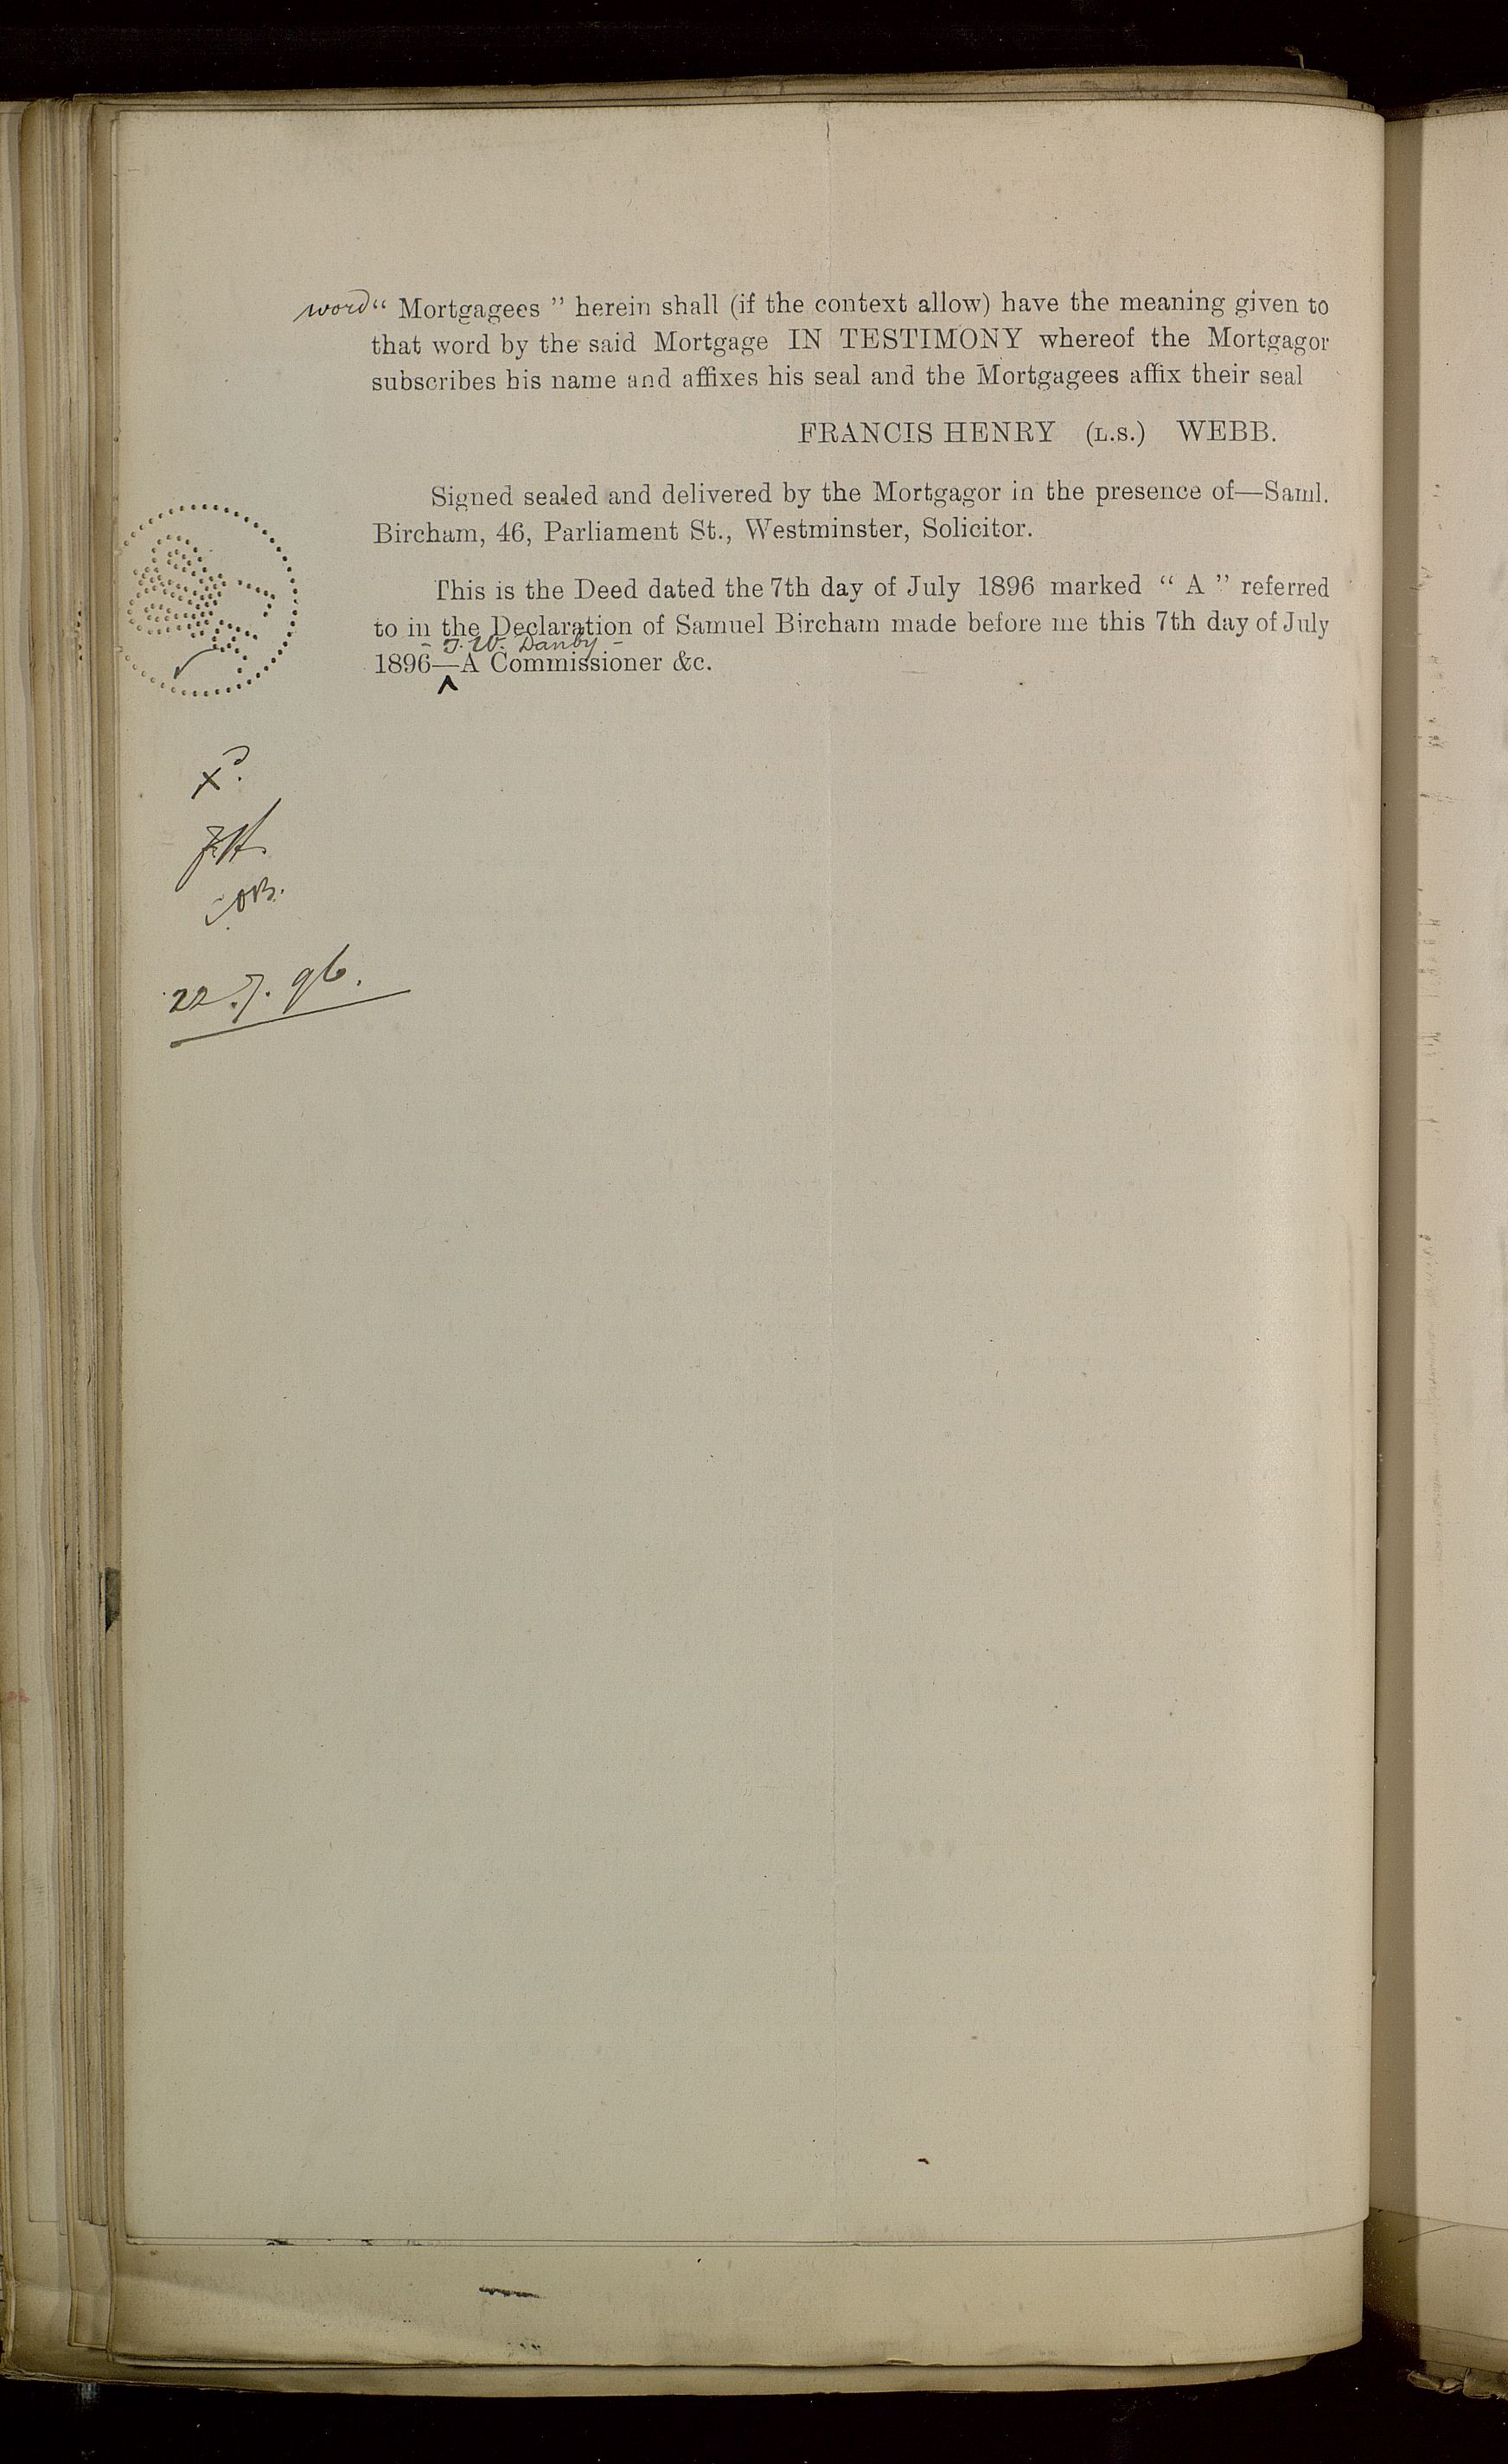 word “ Mortgagees ” herein shall (if the context allow) have the meaning given to
that word by the said Mortgage IN TESTIMONY whereof the Mortgagor
subscribes his name and affixes his seal and the Mortgagees affix their seal
FRANCIS HENRY (L.S.) WEBB.
Signed sealed and delivered by the Mortgagor in the presence of—Saml.
Bircham, 46, Parliament St., Westminster, Solicitor.
This is the Deed dated the 7th day of July 1896 marked “ A ” referred
to in the Declaration of Samuel Bircham made before me this 7th day of July
- T. W. Danby -
1896—A Commissioner &c.
22.7.96.